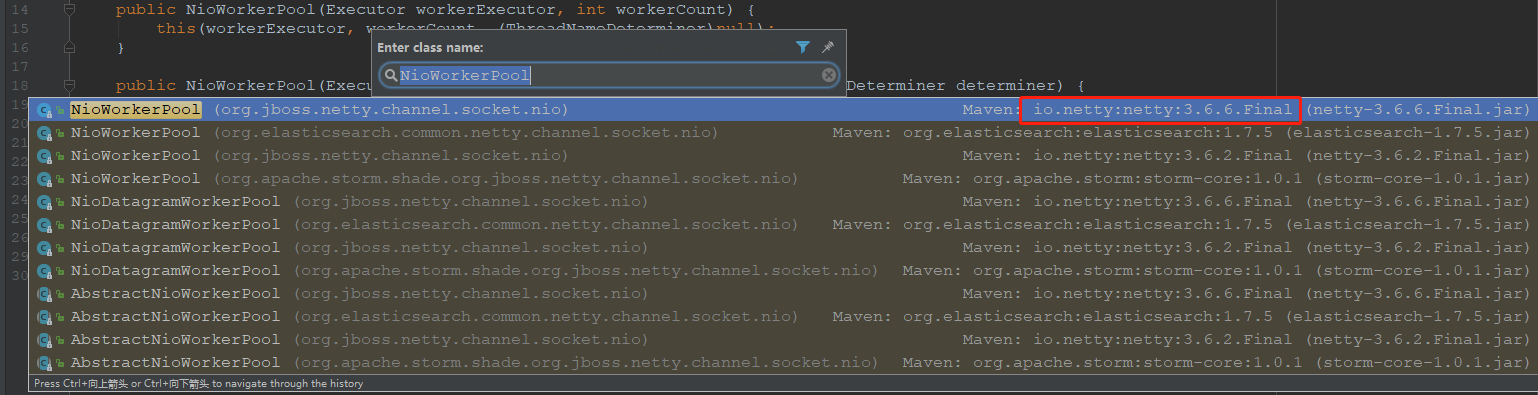 14 public NioWorkerPool(Executor workerExecutor, int workerCount) {
15 this(workerExecutor, workerCount, (ThreadNameDeterminer)null);
16 }
Enter class name:
17
NioWorkerPool
18 public NioWorkerPool(Exec Determiner determiner) {
19 NioWorkerPool (org.jboss.netty.channel.socket.nio) Maven: io.netty:netty:3.6.6.Final (netty-3.6.6.Final.jar)
20 NioWorkerPool (org.elasticsearch.common.netty.channel.socket.nio) Maven: org.elasticsearch:elasticsearch:1.7.5 (elasticsearch-1.7.5.jar)
21 NioWorkerPool (org.jboss.netty.channel.socket.nio) Maven: io.netty:netty:3.6.2.Final (netty-3.6.2.Final.jar)
22 NioWorkerPool (org.apache.storm.shade.org.jboss.netty.channel.socket.nio) Maven: org.apache.storm:storm-core:1.0.1 (storm-core-1.0.1.jar)
23 NioDatagramWorkerPool (org.jboss.netty.channel.socket.nio) Maven: io.netty:netty:3.6.6.Final (netty-3.6.6.Final.jar)
24 NioDatagramWorkerPool (org.elasticsearch.common.netty.channel.socket.nio) Maven: org.elasticsearch:elasticsearch:1.7.5 (elasticsearch-1.7.5.jar)
25 NioDatagramWorkerPool (org.jboss.netty.channel.socket.nio) Maven: io.netty:netty:3.6.2.Final (netty-3.6.2.Final.jar)
26 NioDatagramWorkerPool (org.apache.storm.shade.org.jboss.netty.channel.socket.nio) Maven: org.apache.storm:storm-core:1.0.1 (storm-core-1.0.1.jar)
30 AbstractNioWorkerPool (org.jboss.netty.channel.socket.nio) Maven: io.netty:netty:3.6.6.Final (netty-3.6.6.Final.jar)
AbstractNioWorkerPool (org.elasticsearch.common.netty.channel.socket.nio) Maven: org.elasticsearch:elasticsearch:1.7.5 (elasticsearch-1.7.5.jar)
AbstractNioWorkerPool (org.jboss.netty.channel.socket.nio) Maven: io.netty:netty:3.6.2.Final (netty-3.6.2.Final.jar)
AbstractNioWorkerPool (org.apache.storm.shade.org.jboss.netty.channel.socket.nio) Maven: org.apache.storm:storm-core:1.0.1 (storm-core-1.0.1.jar)
Press Ctrl+向上箭头 or Ctrl+向下箭头 to navigate through the history